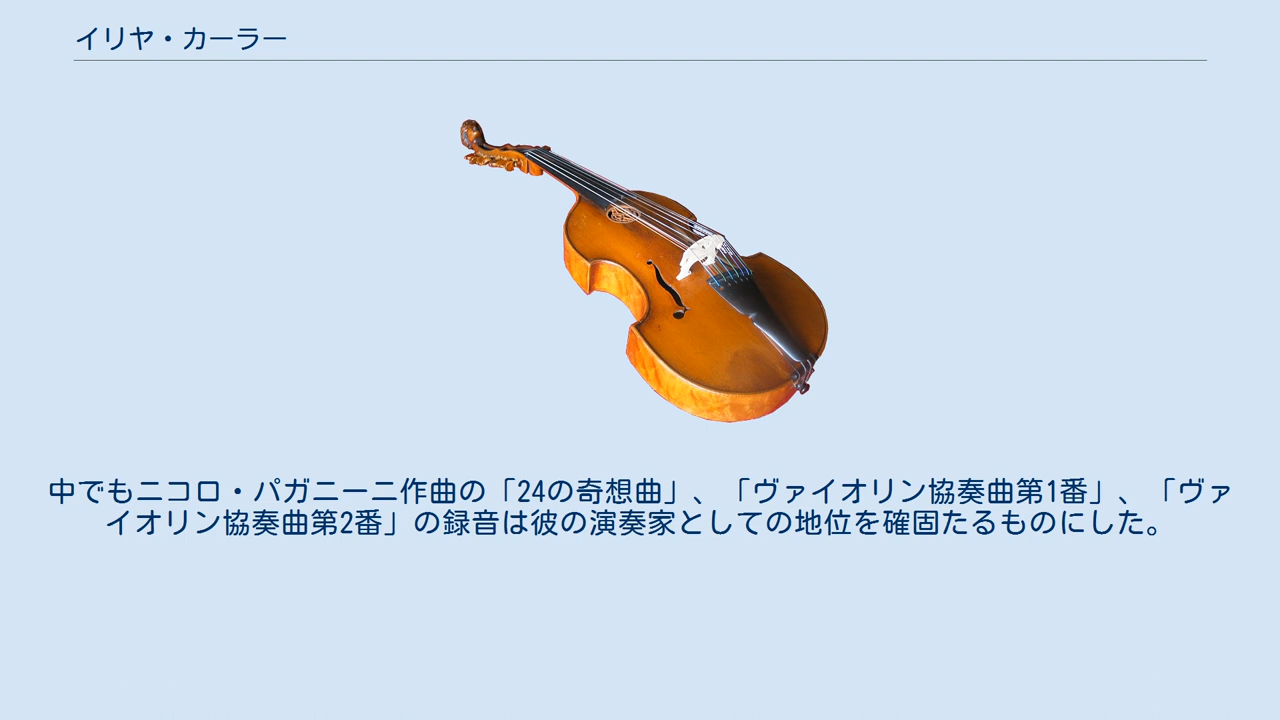 イリヤ・カーラー
中でもニコロ・パガニーニ作曲の「24の奇想曲」、「ヴァイオリン協奏曲第1番」、「ヴァ
イオリン協奏曲第2番」の録音は彼の演奏家としての地位を確固たるものにした。